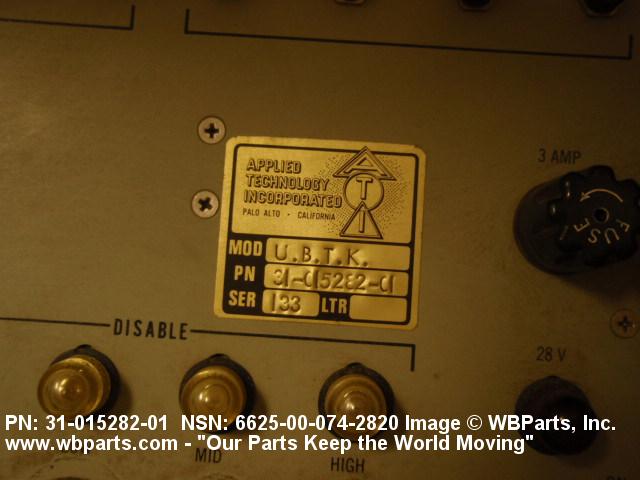 APPLIED
TECHNOLOGY
INCORPORATED
PALO ALTO · CALIFORNIA
ATI
MOD U.B.T.K.
PN 31-015282-01
SER 133 LTR
3 AMP
FUSE
DISABLE
28 V
MID
HIGH
PN: 31-015282-01 NSN: 6625-00-074-2820 Image © WBParts, Inc.
www.wbparts.com - "Our Parts Keep the World Moving"